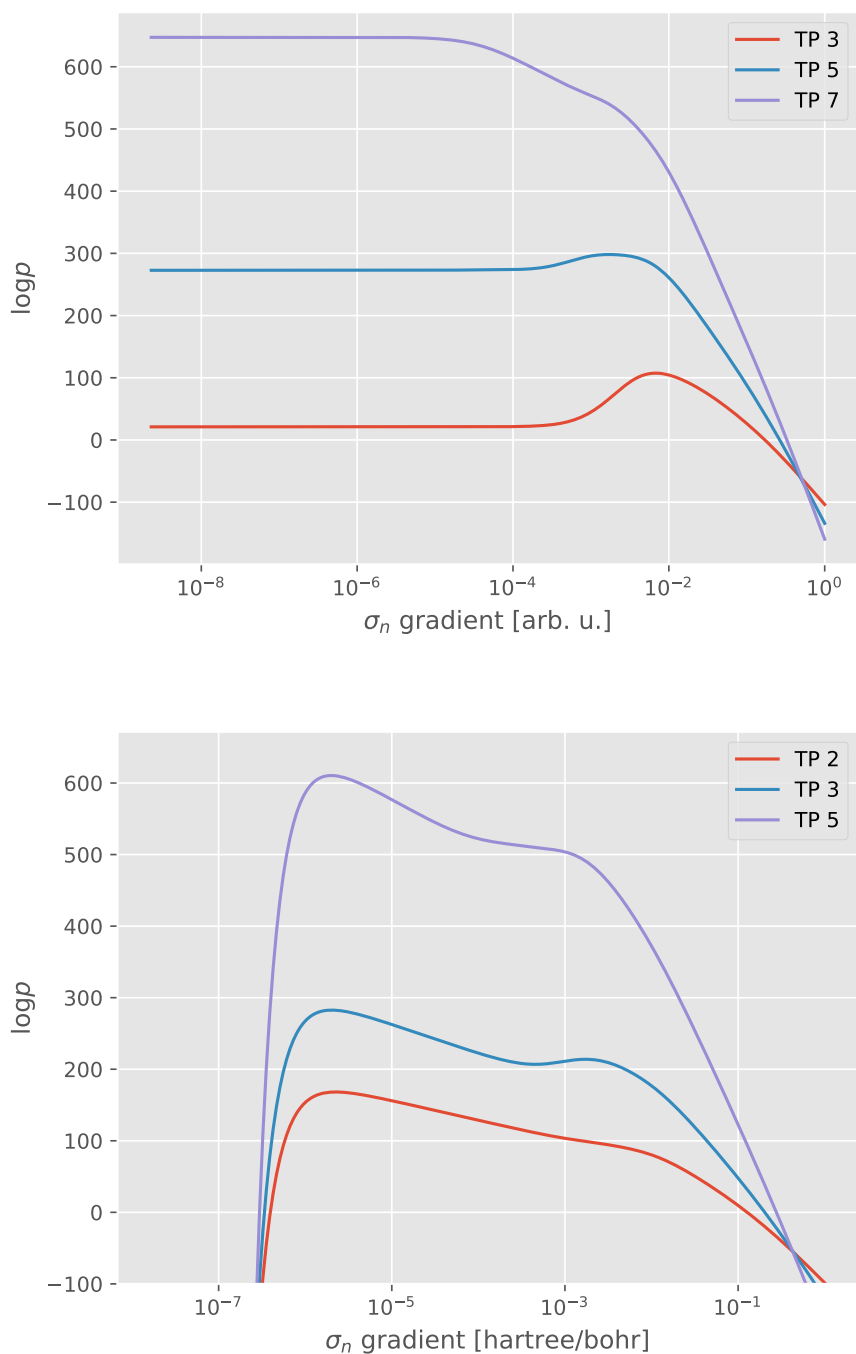 TP 3
TP 5
TP 7
600
500
400
300
200
100
0
−100
logp
10⁻⁸ 10⁻⁶ 10⁻⁴ 10⁻² 10⁰
σₙ gradient [arb. u.]
TP 2
TP 3
TP 5
600
500
400
300
200
100
0
−100
logp
10⁻⁷ 10⁻⁵ 10⁻³ 10⁻¹
σₙ gradient [hartree/bohr]